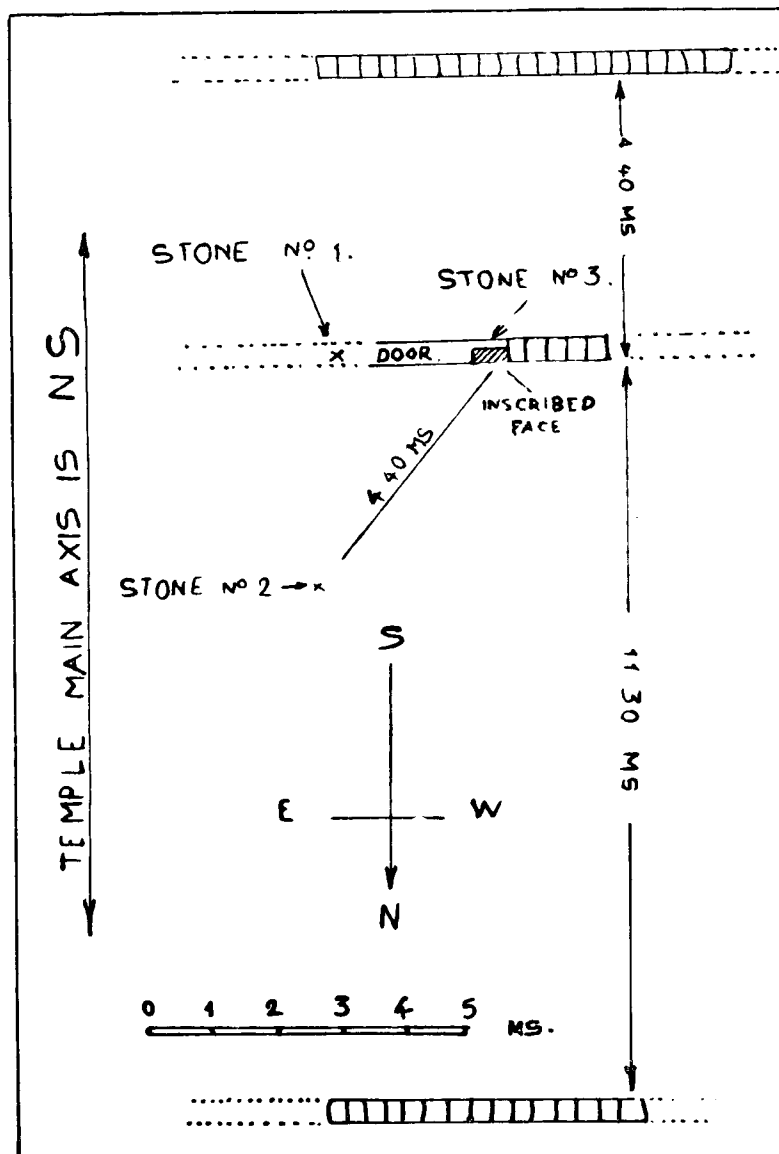 4 40 MS
STONE Nº 1.
STONE Nº 3.
DOOR
x
INSCRIBED
FACE
4 40 MS
STONE Nº 2 → x
TEMPLE MAIN AXIS IS NS
S
E W
N
11 30 MS
0 1 2 3 4 5 MS.